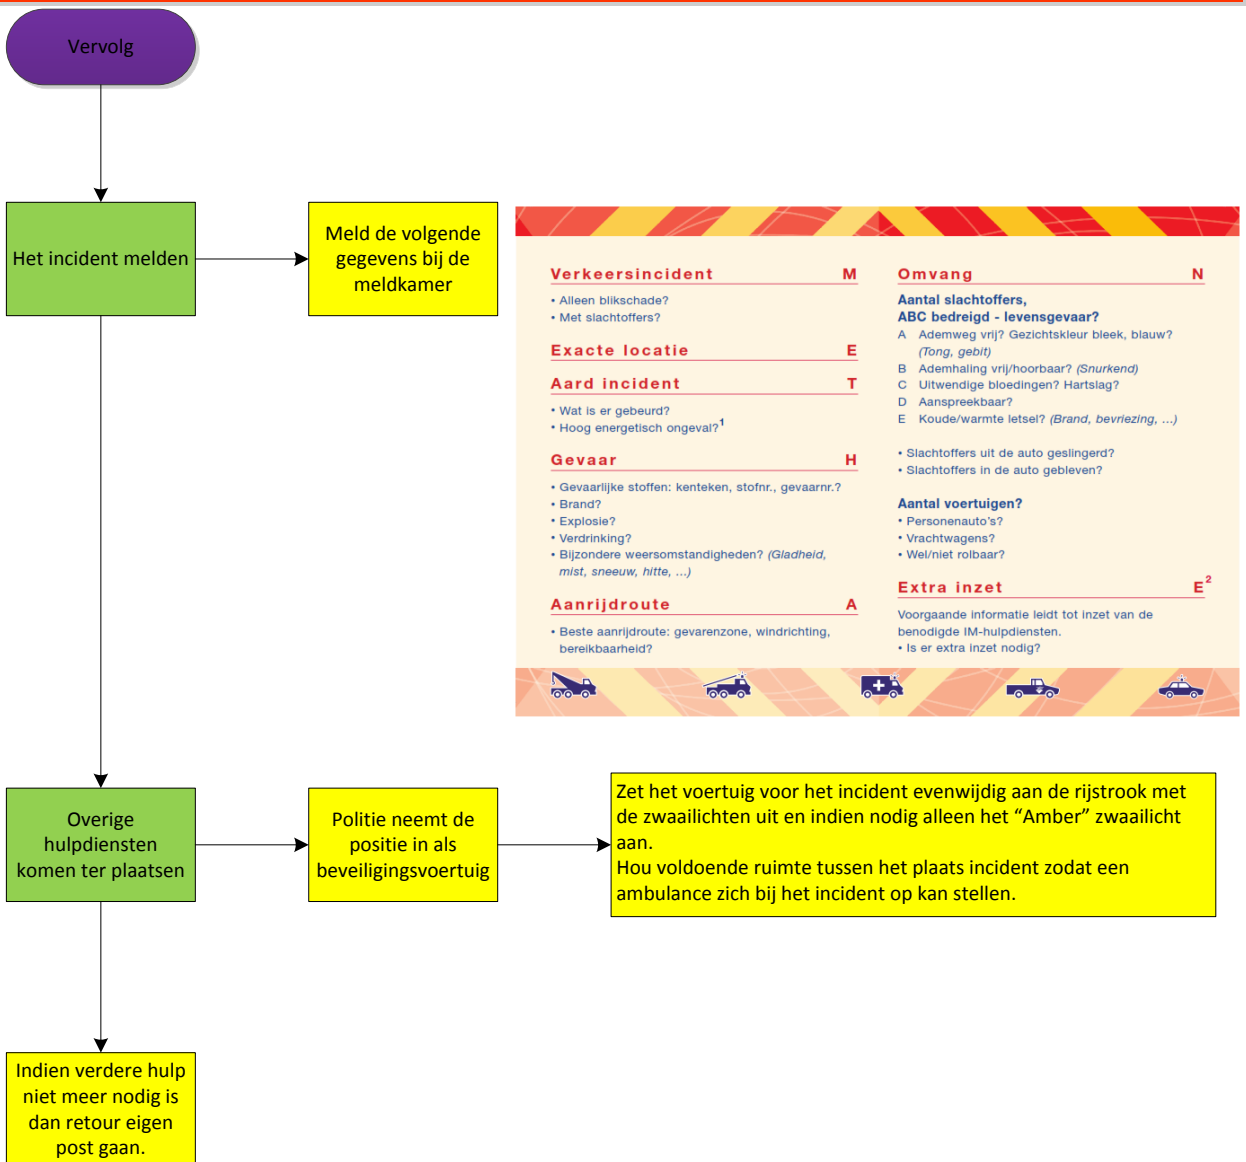 Vervolg
Het incident melden
Meld de volgende
gegevens bij de
meldkamer
Verkeersincident M
• Alleen blikschade?
• Met slachtoffers?
Exacte locatie E
Aard incident T
• Wat is er gebeurd?
• Hoog energetisch ongeval?¹
Gevaar H
• Gevaarlijke stoffen: kenteken, stofnr., gevaarnr.?
• Brand?
• Explosie?
• Verdrinking?
• Bijzondere weersomstandigheden? (Gladheid,
mist, sneeuw, hitte, ...)
Aanrijdroute A
• Beste aanrijdroute: gevarenzone, windrichting,
bereikbaarheid?
Omvang N
Aantal slachtoffers,
ABC bedreigd - levensgevaar?
A Ademweg vrij? Gezichtskleur bleek, blauw?
(Tong, gebit)
B Ademhaling vrij/hoorbaar? (Snurkend)
C Uitwendige bloedingen? Hartslag?
D Aanspreekbaar?
E Koude/warmte letsel? (Brand, bevriezing, ...)
• Slachtoffers uit de auto geslingerd?
• Slachtoffers in de auto gebleven?
Aantal voertuigen?
• Personenauto's?
• Vrachtwagens?
• Wel/niet rolbaar?
Extra inzet E²
Voorgaande informatie leidt tot inzet van de
benodigde IM-hulpdiensten.
• Is er extra inzet nodig?
Overige
hulpdiensten
komen ter plaatsen
Politie neemt de
positie in als
beveiligingsvoertuig
Zet het voertuig voor het incident evenwijdig aan de rijstrook met
de zwaailichten uit en indien nodig alleen het “Amber” zwaailicht
aan.
Hou voldoende ruimte tussen het plaats incident zodat een
ambulance zich bij het incident op kan stellen.
Indien verdere hulp
niet meer nodig is
dan retour eigen
post gaan.